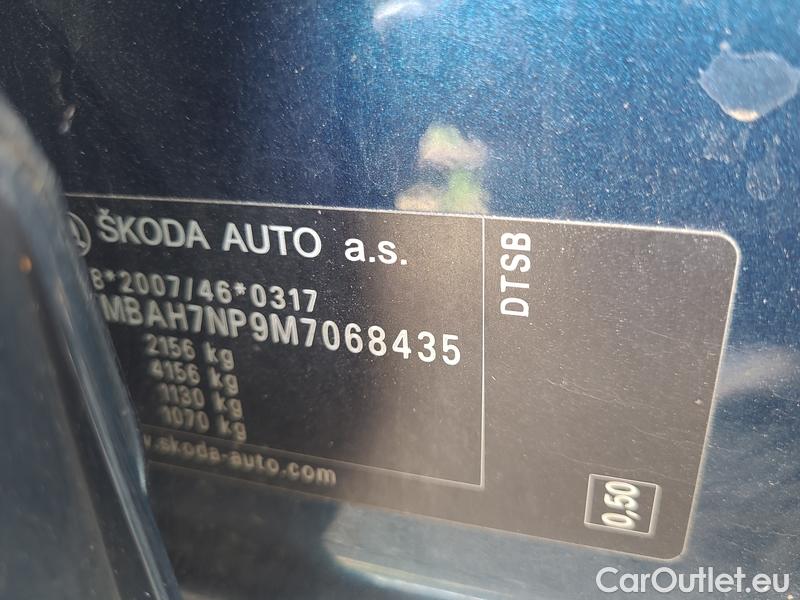 ŠKODA AUTO a.s.
8*2007/46*0317
MBAH7NP9M7068435
2156 kg
4156 kg
1130 kg
1070 kg
.skoda-auto.com
DTSB
0,50
CarOutlet.eu